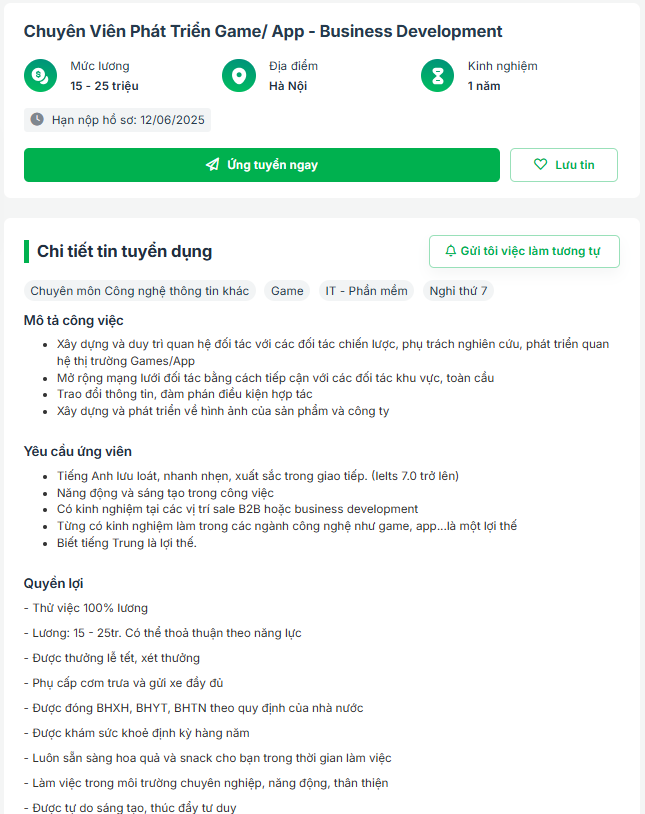 Chuyên Viên Phát Triển Game/ App - Business Development
Mức lương
15 - 25 triệu
Địa điểm
Hà Nội
Kinh nghiệm
1 năm
Hạn nộp hồ sơ: 12/06/2025
Ứng tuyển ngay
Lưu tin
Chi tiết tin tuyển dụng
Gửi tôi việc làm tương tự
Chuyên môn Công nghệ thông tin khác
Game
IT - Phần mềm
Nghỉ thứ 7
Mô tả công việc
Xây dựng và duy trì quan hệ đối tác với các đối tác chiến lược, phụ trách nghiên cứu, phát triển quan
hệ thị trường Games/App
Mở rộng mạng lưới đối tác bằng cách tiếp cận với các đối tác khu vực, toàn cầu
Trao đổi thông tin, đàm phán điều kiện hợp tác
Xây dựng và phát triển về hình ảnh của sản phẩm và công ty
Yêu cầu ứng viên
Tiếng Anh lưu loát, nhanh nhẹn, xuất sắc trong giao tiếp. (Ielts 7.0 trở lên)
Năng động và sáng tạo trong công việc
Có kinh nghiệm tại các vị trí sale B2B hoặc business development
Từng có kinh nghiệm làm trong các ngành công nghệ như game, app...là một lợi thế
Biết tiếng Trung là lợi thế.
Quyền lợi
- Thử việc 100% lương
- Lương: 15 - 25tr. Có thể thoả thuận theo năng lực
- Được thưởng lễ tết, xét thưởng
- Phụ cấp cơm trưa và gửi xe đầy đủ
- Được đóng BHXH, BHYT, BHTN theo quy định của nhà nước
- Được khám sức khoẻ định kỳ hàng năm
- Luôn sẵn sàng hoa quả và snack cho bạn trong thời gian làm việc
- Làm việc trong môi trường chuyên nghiệp, năng động, thân thiện
- Được tự do sáng tạo, thúc đẩy tư duy